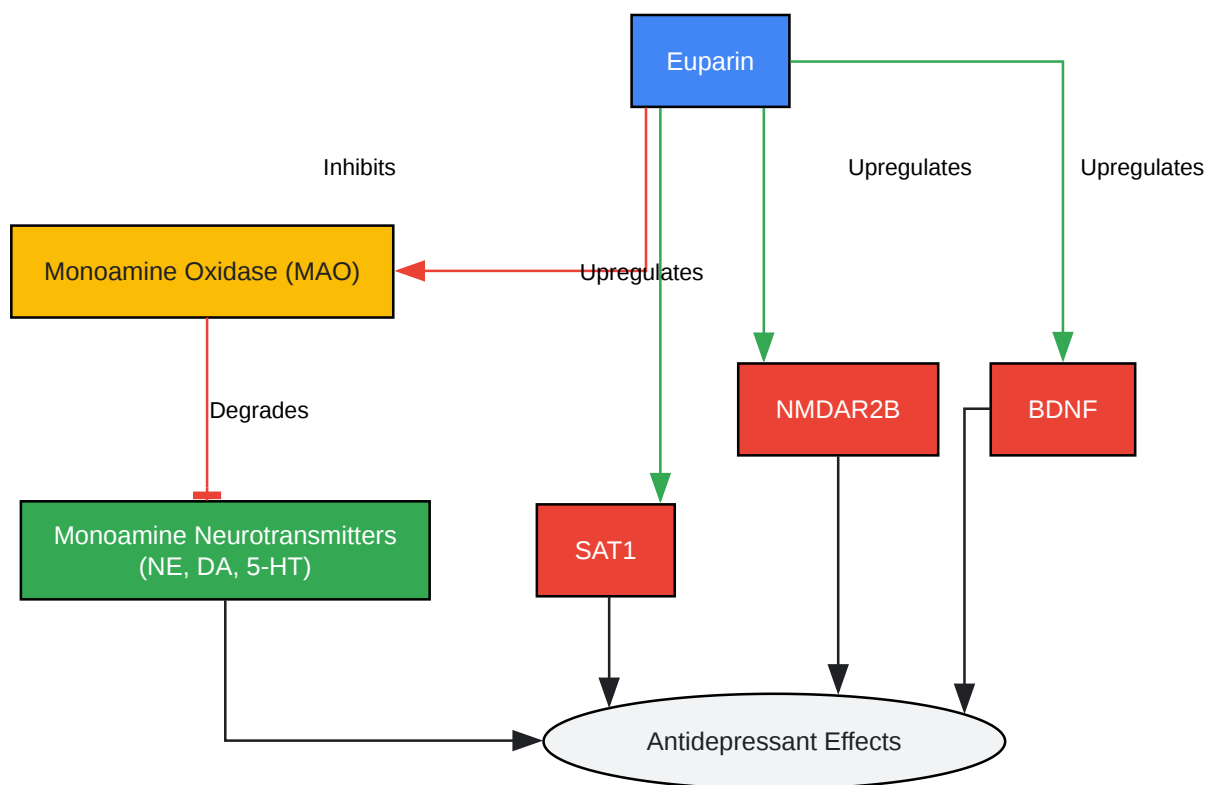 Euparin
Inhibits
Upregulates
Upregulates
Monoamine Oxidase (MAO)
Upregulates
Degrades
NMDAR2B
BDNF
Monoamine Neurotransmitters
(NE, DA, 5-HT)
SAT1
Antidepressant Effects